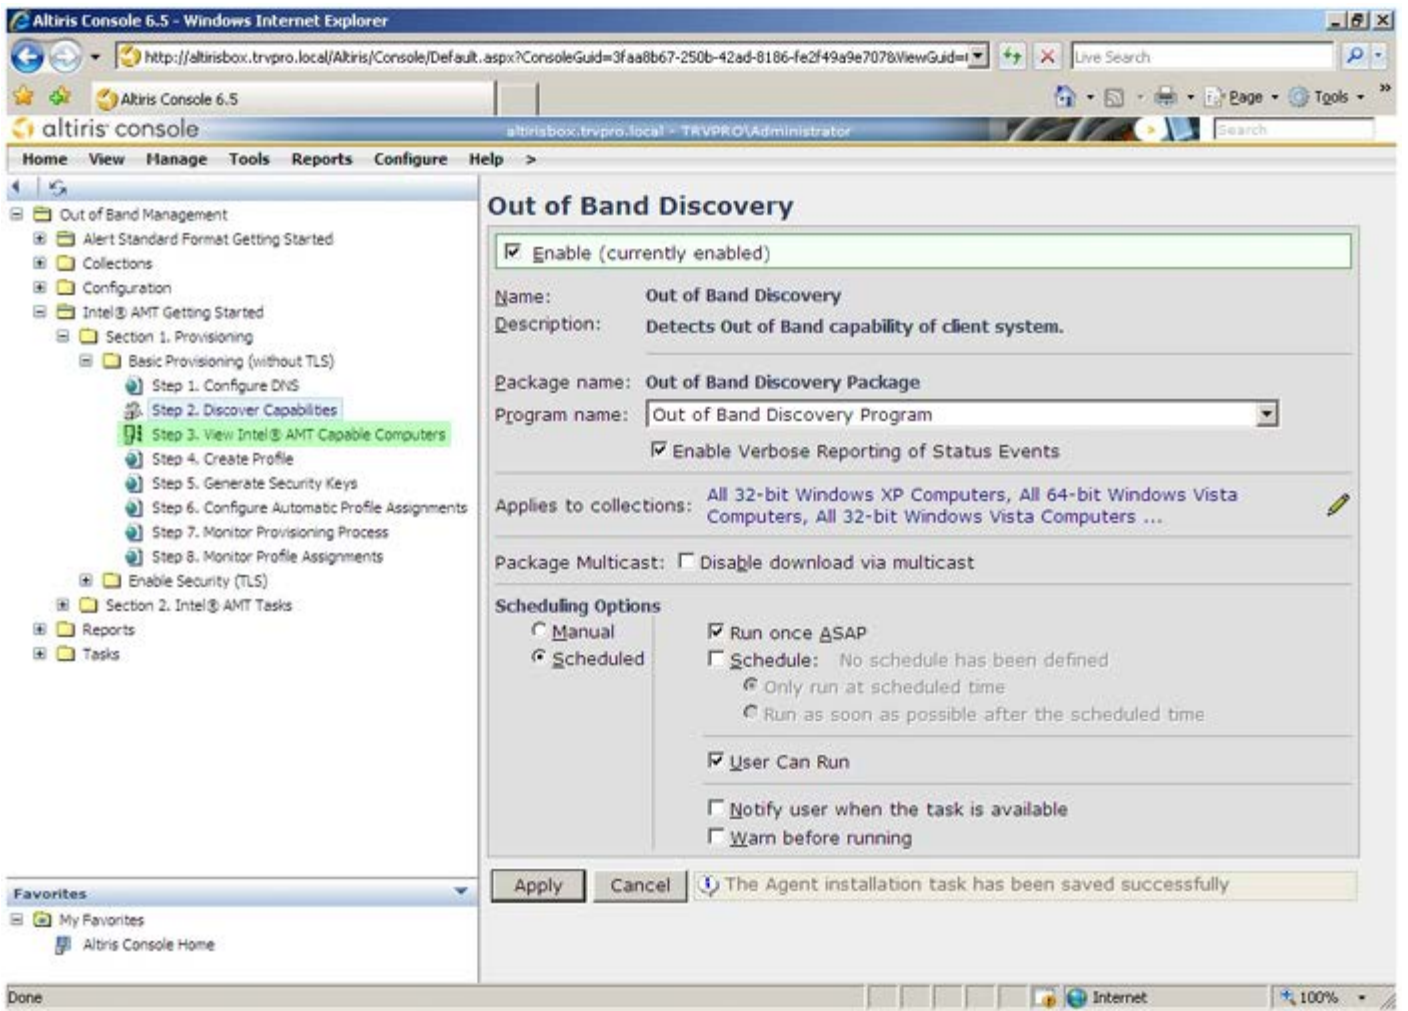 Altiris Console 6.5 - Windows Internet Explorer
http://altirisbox.trvpro.local/Altiris/Console/Default.aspx?ConsoleGuid=3faa8b67-250b-42ad-8186-fe2f49a9e707&ViewGuid=
Live Search
Altiris Console 6.5
Page
Tools
altiris console
altirisbox.trvpro.local - TRVPRO\Administrator
Search
Home View Manage Tools Reports Configure Help >
Out of Band Management
Alert Standard Format Getting Started
Collections
Configuration
Intel® AMT Getting Started
Section 1. Provisioning
Basic Provisioning (without TLS)
Step 1. Configure DNS
Step 2. Discover Capabilities
Step 3. View Intel® AMT Capable Computers
Step 4. Create Profile
Step 5. Generate Security Keys
Step 6. Configure Automatic Profile Assignments
Step 7. Monitor Provisioning Process
Step 8. Monitor Profile Assignments
Enable Security (TLS)
Section 2. Intel® AMT Tasks
Reports
Tasks
Favorites
My Favorites
Altiris Console Home
Out of Band Discovery
Enable (currently enabled)
Name: Out of Band Discovery
Description: Detects Out of Band capability of client system.
Package name: Out of Band Discovery Package
Program name: Out of Band Discovery Program
Enable Verbose Reporting of Status Events
Applies to collections: All 32-bit Windows XP Computers, All 64-bit Windows Vista
Computers, All 32-bit Windows Vista Computers ...
Package Multicast: Disable download via multicast
Scheduling Options
Manual
Scheduled
Run once ASAP
Schedule: No schedule has been defined
Only run at scheduled time
Run as soon as possible after the scheduled time
User Can Run
Notify user when the task is available
Warn before running
Apply
Cancel
The Agent installation task has been saved successfully
Done
Internet
100%